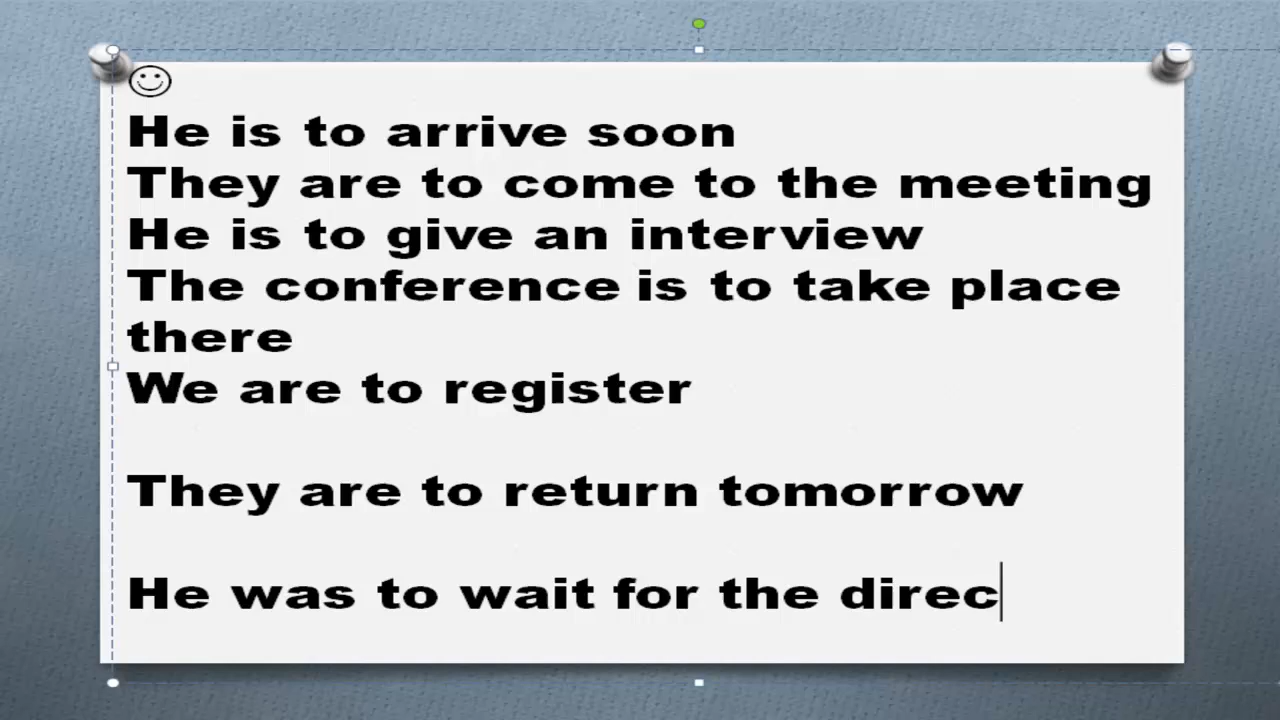 He is to arrive soon
They are to come to the meeting
He is to give an interview
The conference is to take place
there
We are to register
They are to return tomorrow
He was to wait for the direc